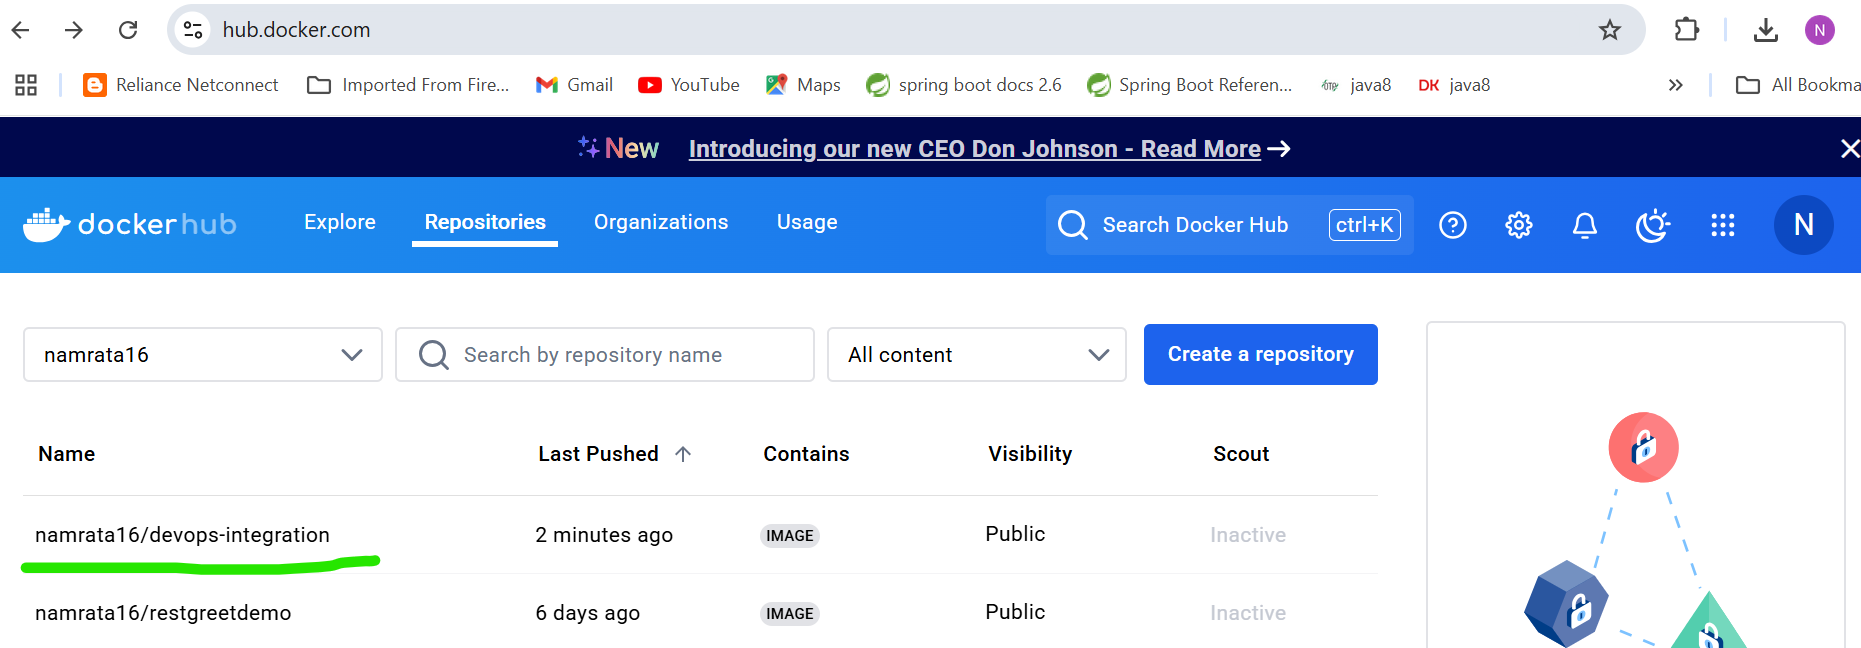 hub.docker.com
N
Reliance Netconnect
Imported From Fire...
Gmail
YouTube
Maps
spring boot docs 2.6
Spring Boot Referen...
java8
DK java8
All Bookma
New Introducing our new CEO Don Johnson - Read More
dockerhub
Explore
Repositories
Organizations
Usage
Search Docker Hub
ctrl+K
N
namrata16
Search by repository name
All content
Create a repository
Name Last Pushed Contains Visibility Scout
namrata16/devops-integration 2 minutes ago IMAGE Public Inactive
namrata16/restgreetdemo 6 days ago IMAGE Public Inactive